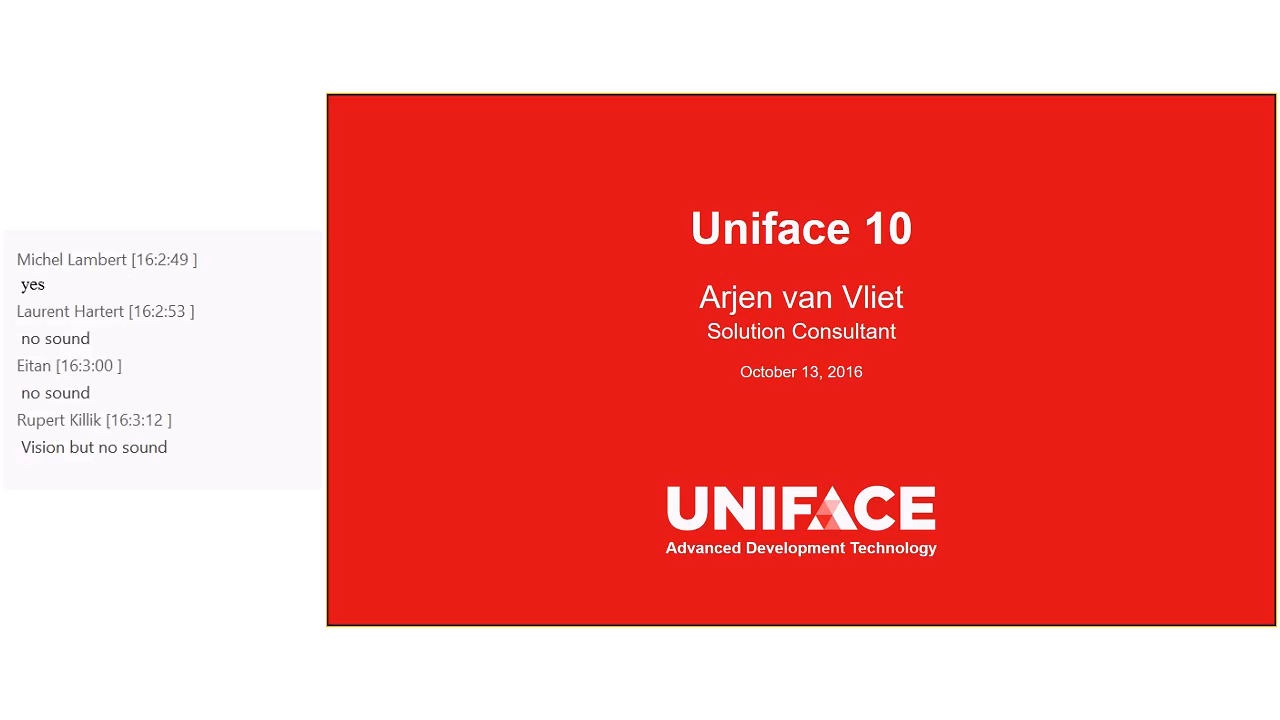 Michel Lambert [16:2:49 ]
yes
Laurent Hartert [16:2:53 ]
no sound
Eitan [16:3:00 ]
no sound
Rupert Killik [16:3:12 ]
Vision but no sound
Uniface 10
Arjen van Vliet
Solution Consultant
October 13, 2016
UNIFACE
Advanced Development Technology